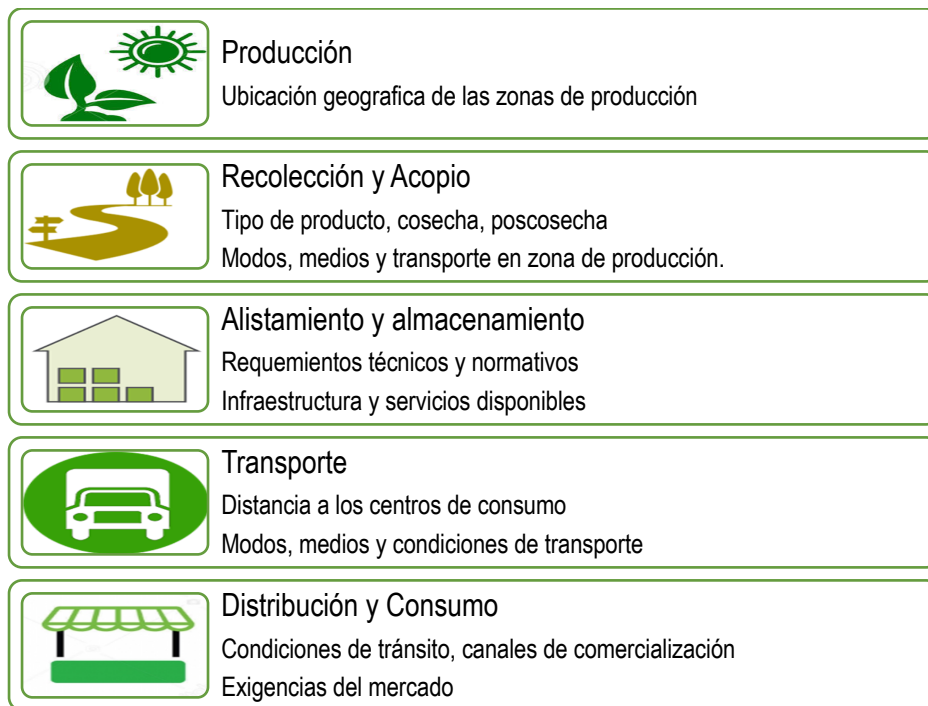 Producción
Ubicación geografica de las zonas de producción
Recolección y Acopio
Tipo de producto, cosecha, poscosecha
Modos, medios y transporte en zona de producción.
Alistamiento y almacenamiento
Requemientos técnicos y normativos
Infraestructura y servicios disponibles
Transporte
Distancia a los centros de consumo
Modos, medios y condiciones de transporte
Distribución y Consumo
Condiciones de tránsito, canales de comercialización
Exigencias del mercado